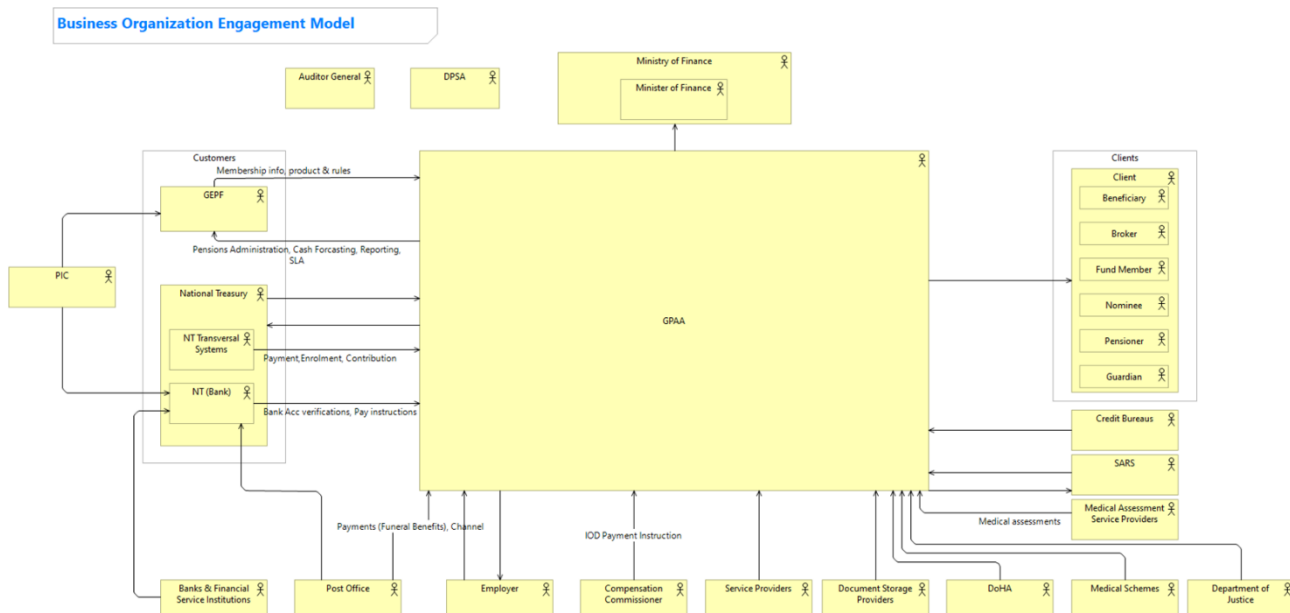 Business Organization Engagement Model
Ministry of Finance
Minister of Finance
Auditor General
DPSA
Customers
Membership info, product & rules
GEPF
Pensions Administration, Cash Forcasting, Reporting,
SLA
PIC
National Treasury
NT Transversal
Systems
Payment,Enrolment, Contribution
NT (Bank)
Bank Acc verifications, Pay instructions
GPAA
Clients
Client
Beneficiary
Broker
Fund Member
Nominee
Pensioner
Guardian
Credit Bureaus
SARS
Medical Assessment
Service Providers
Medical assessments
Payments (Funeral Benefits), Channel
IOD Payment Instruction
Banks & Financial
Service Institutions
Post Office
Employer
Compensation
Commissioner
Service Providers
Document Storage
Providers
DoHA
Medical Schemes
Department of
Justice